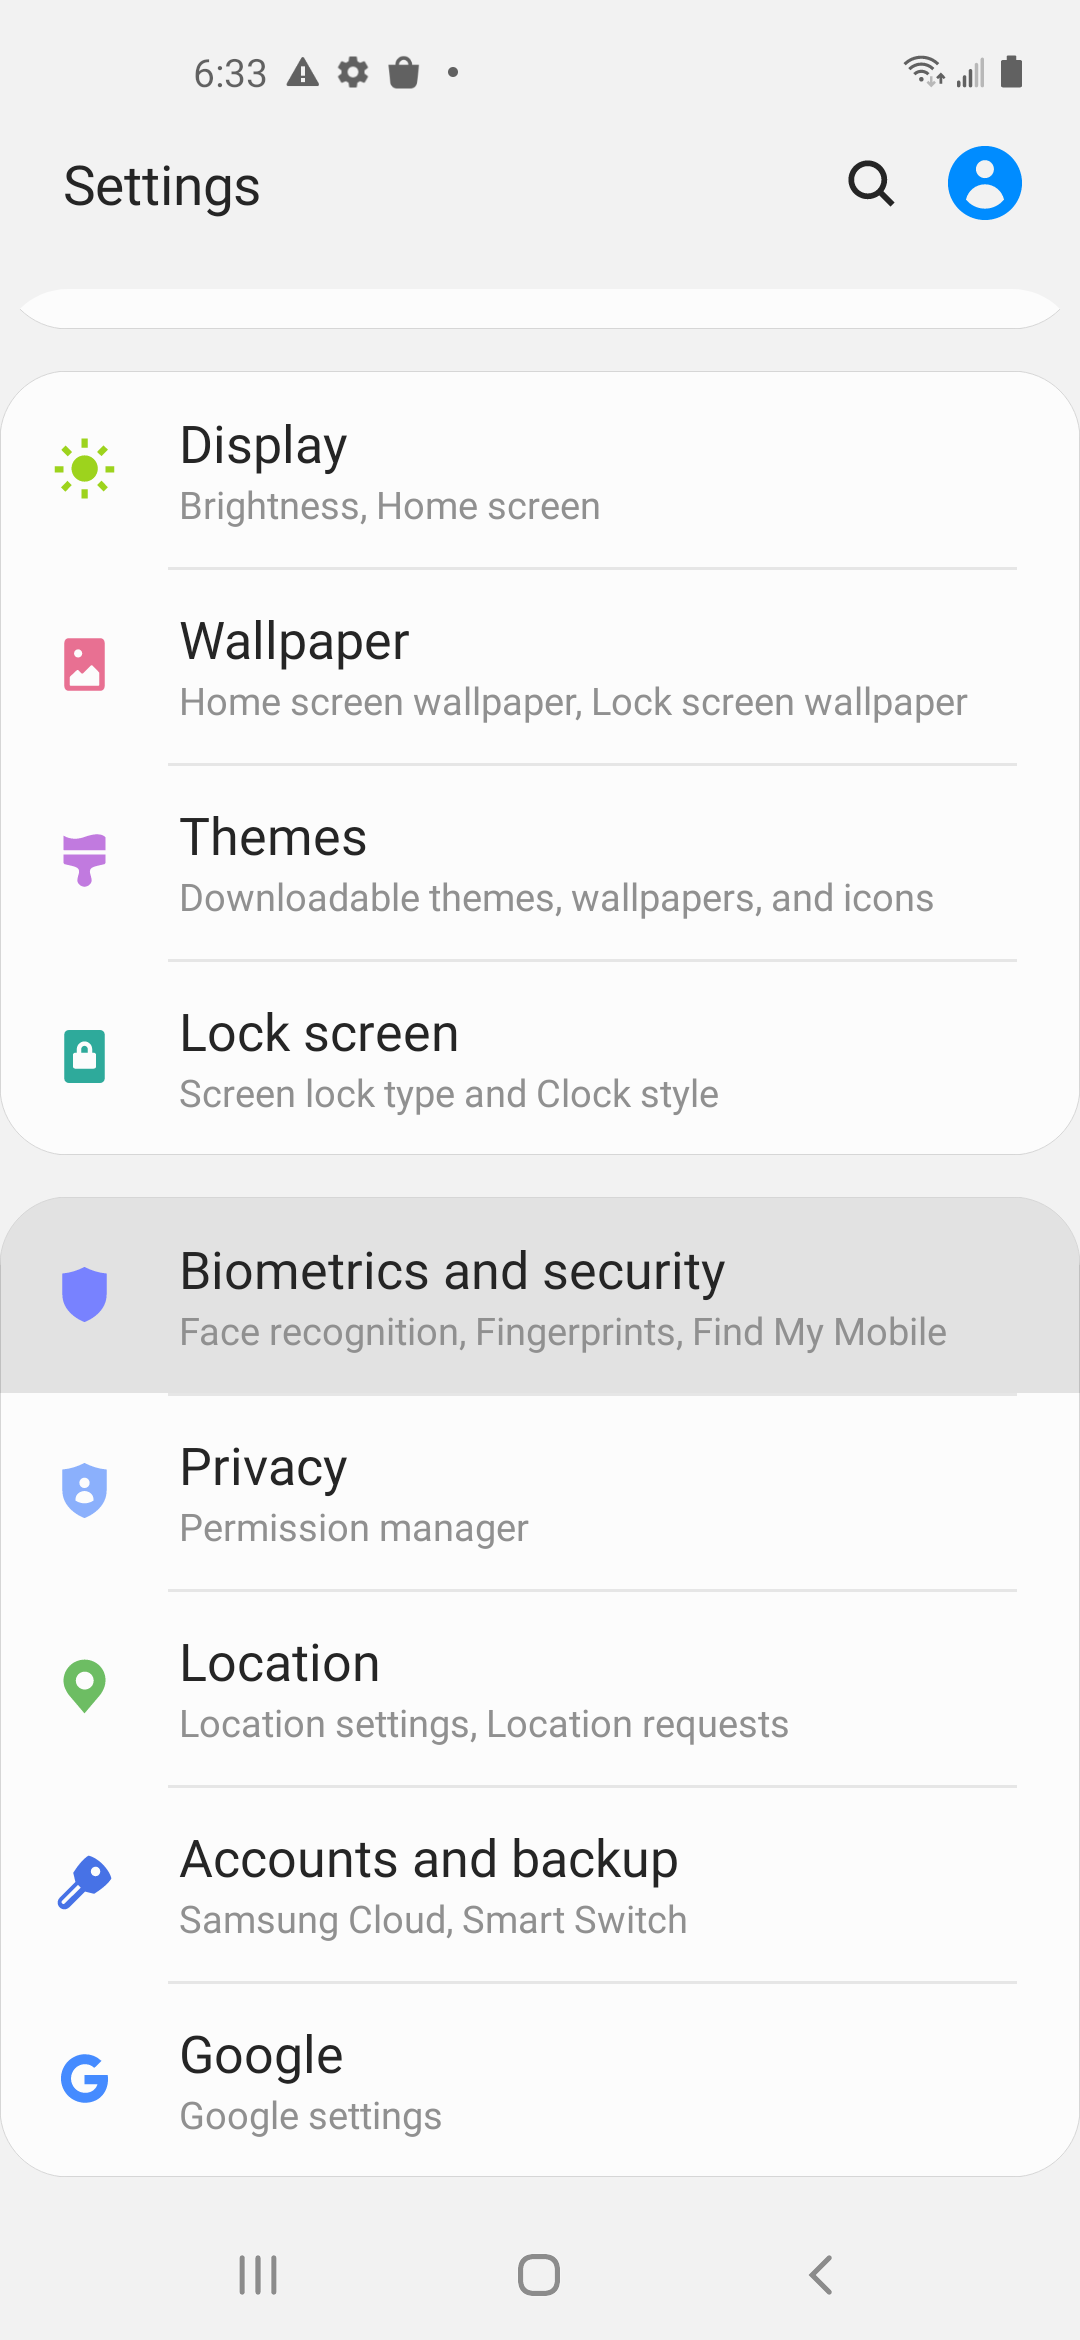 6:33
Settings
Display
Brightness, Home screen
Wallpaper
Home screen wallpaper, Lock screen wallpaper
Themes
Downloadable themes, wallpapers, and icons
Lock screen
Screen lock type and Clock style
Biometrics and security
Face recognition, Fingerprints, Find My Mobile
Privacy
Permission manager
Location
Location settings, Location requests
Accounts and backup
Samsung Cloud, Smart Switch
Google
Google settings